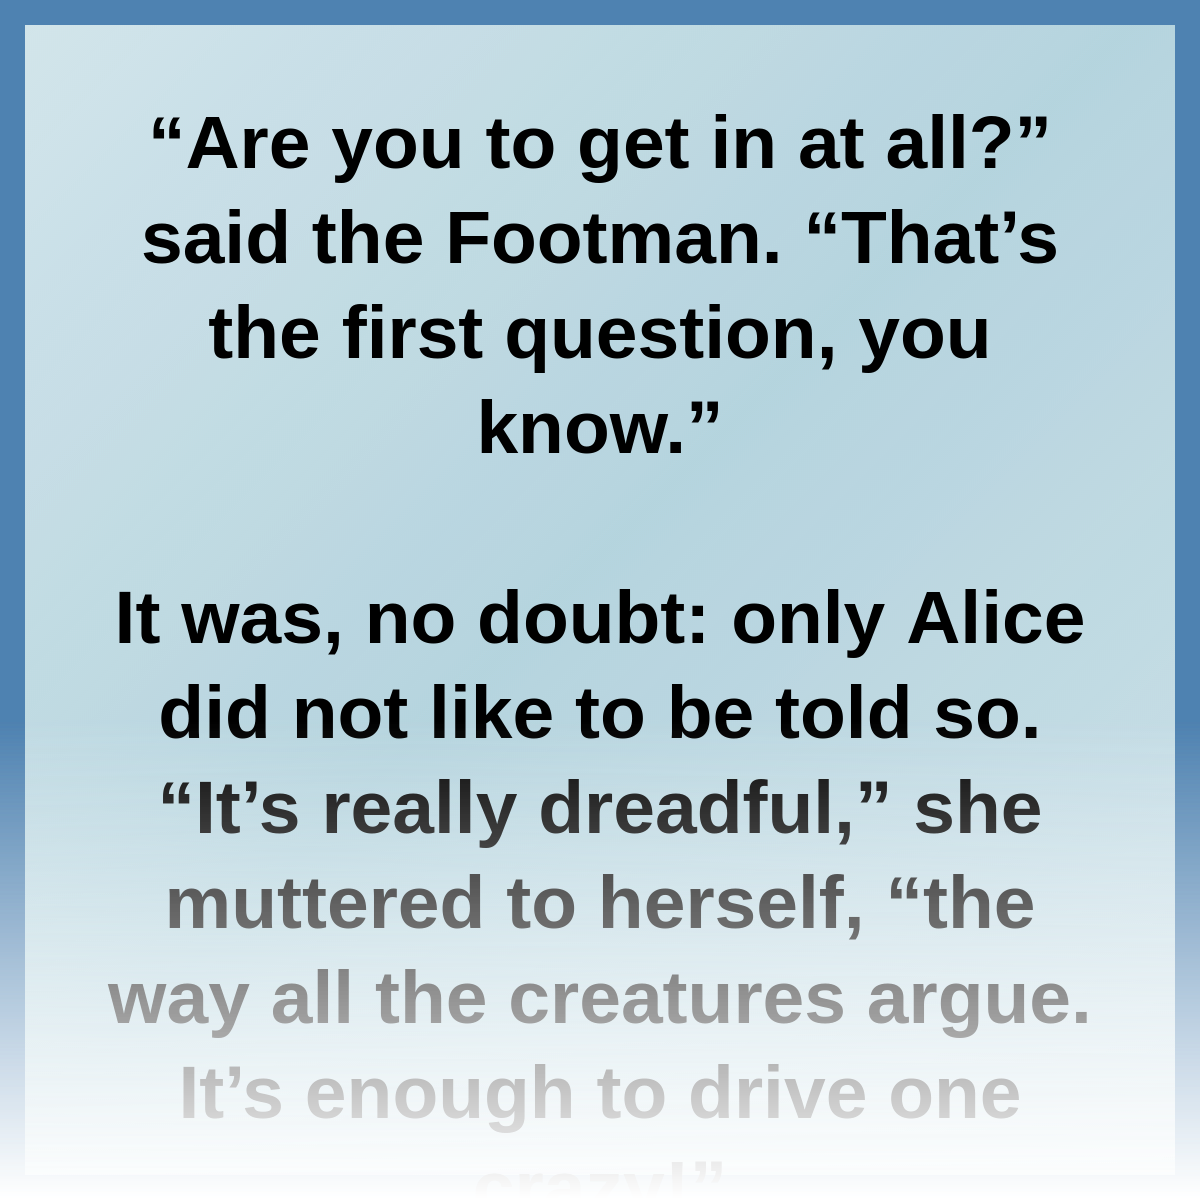 “Are you to get in at all?”
said the Footman. “That’s
the first question, you
know.”
It was, no doubt: only Alice
did not like to be told so.
“It’s really dreadful,” she
muttered to herself, “the
way all the creatures argue.
It’s enough to drive one
crazy!”